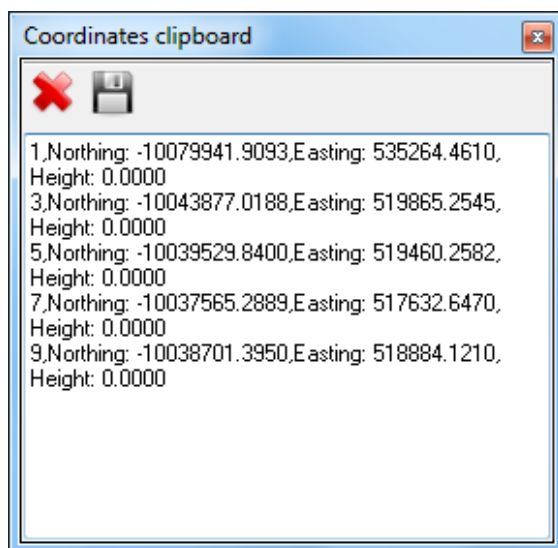 Coordinates clipboard
1,Northing: -10079941.9093,Easting: 535264.4610,
Height: 0.0000
3,Northing: -10043877.0188,Easting: 519865.2545,
Height: 0.0000
5,Northing: -10039529.8400,Easting: 519460.2582,
Height: 0.0000
7,Northing: -10037565.2889,Easting: 517632.6470,
Height: 0.0000
9,Northing: -10038701.3950,Easting: 518884.1210,
Height: 0.0000